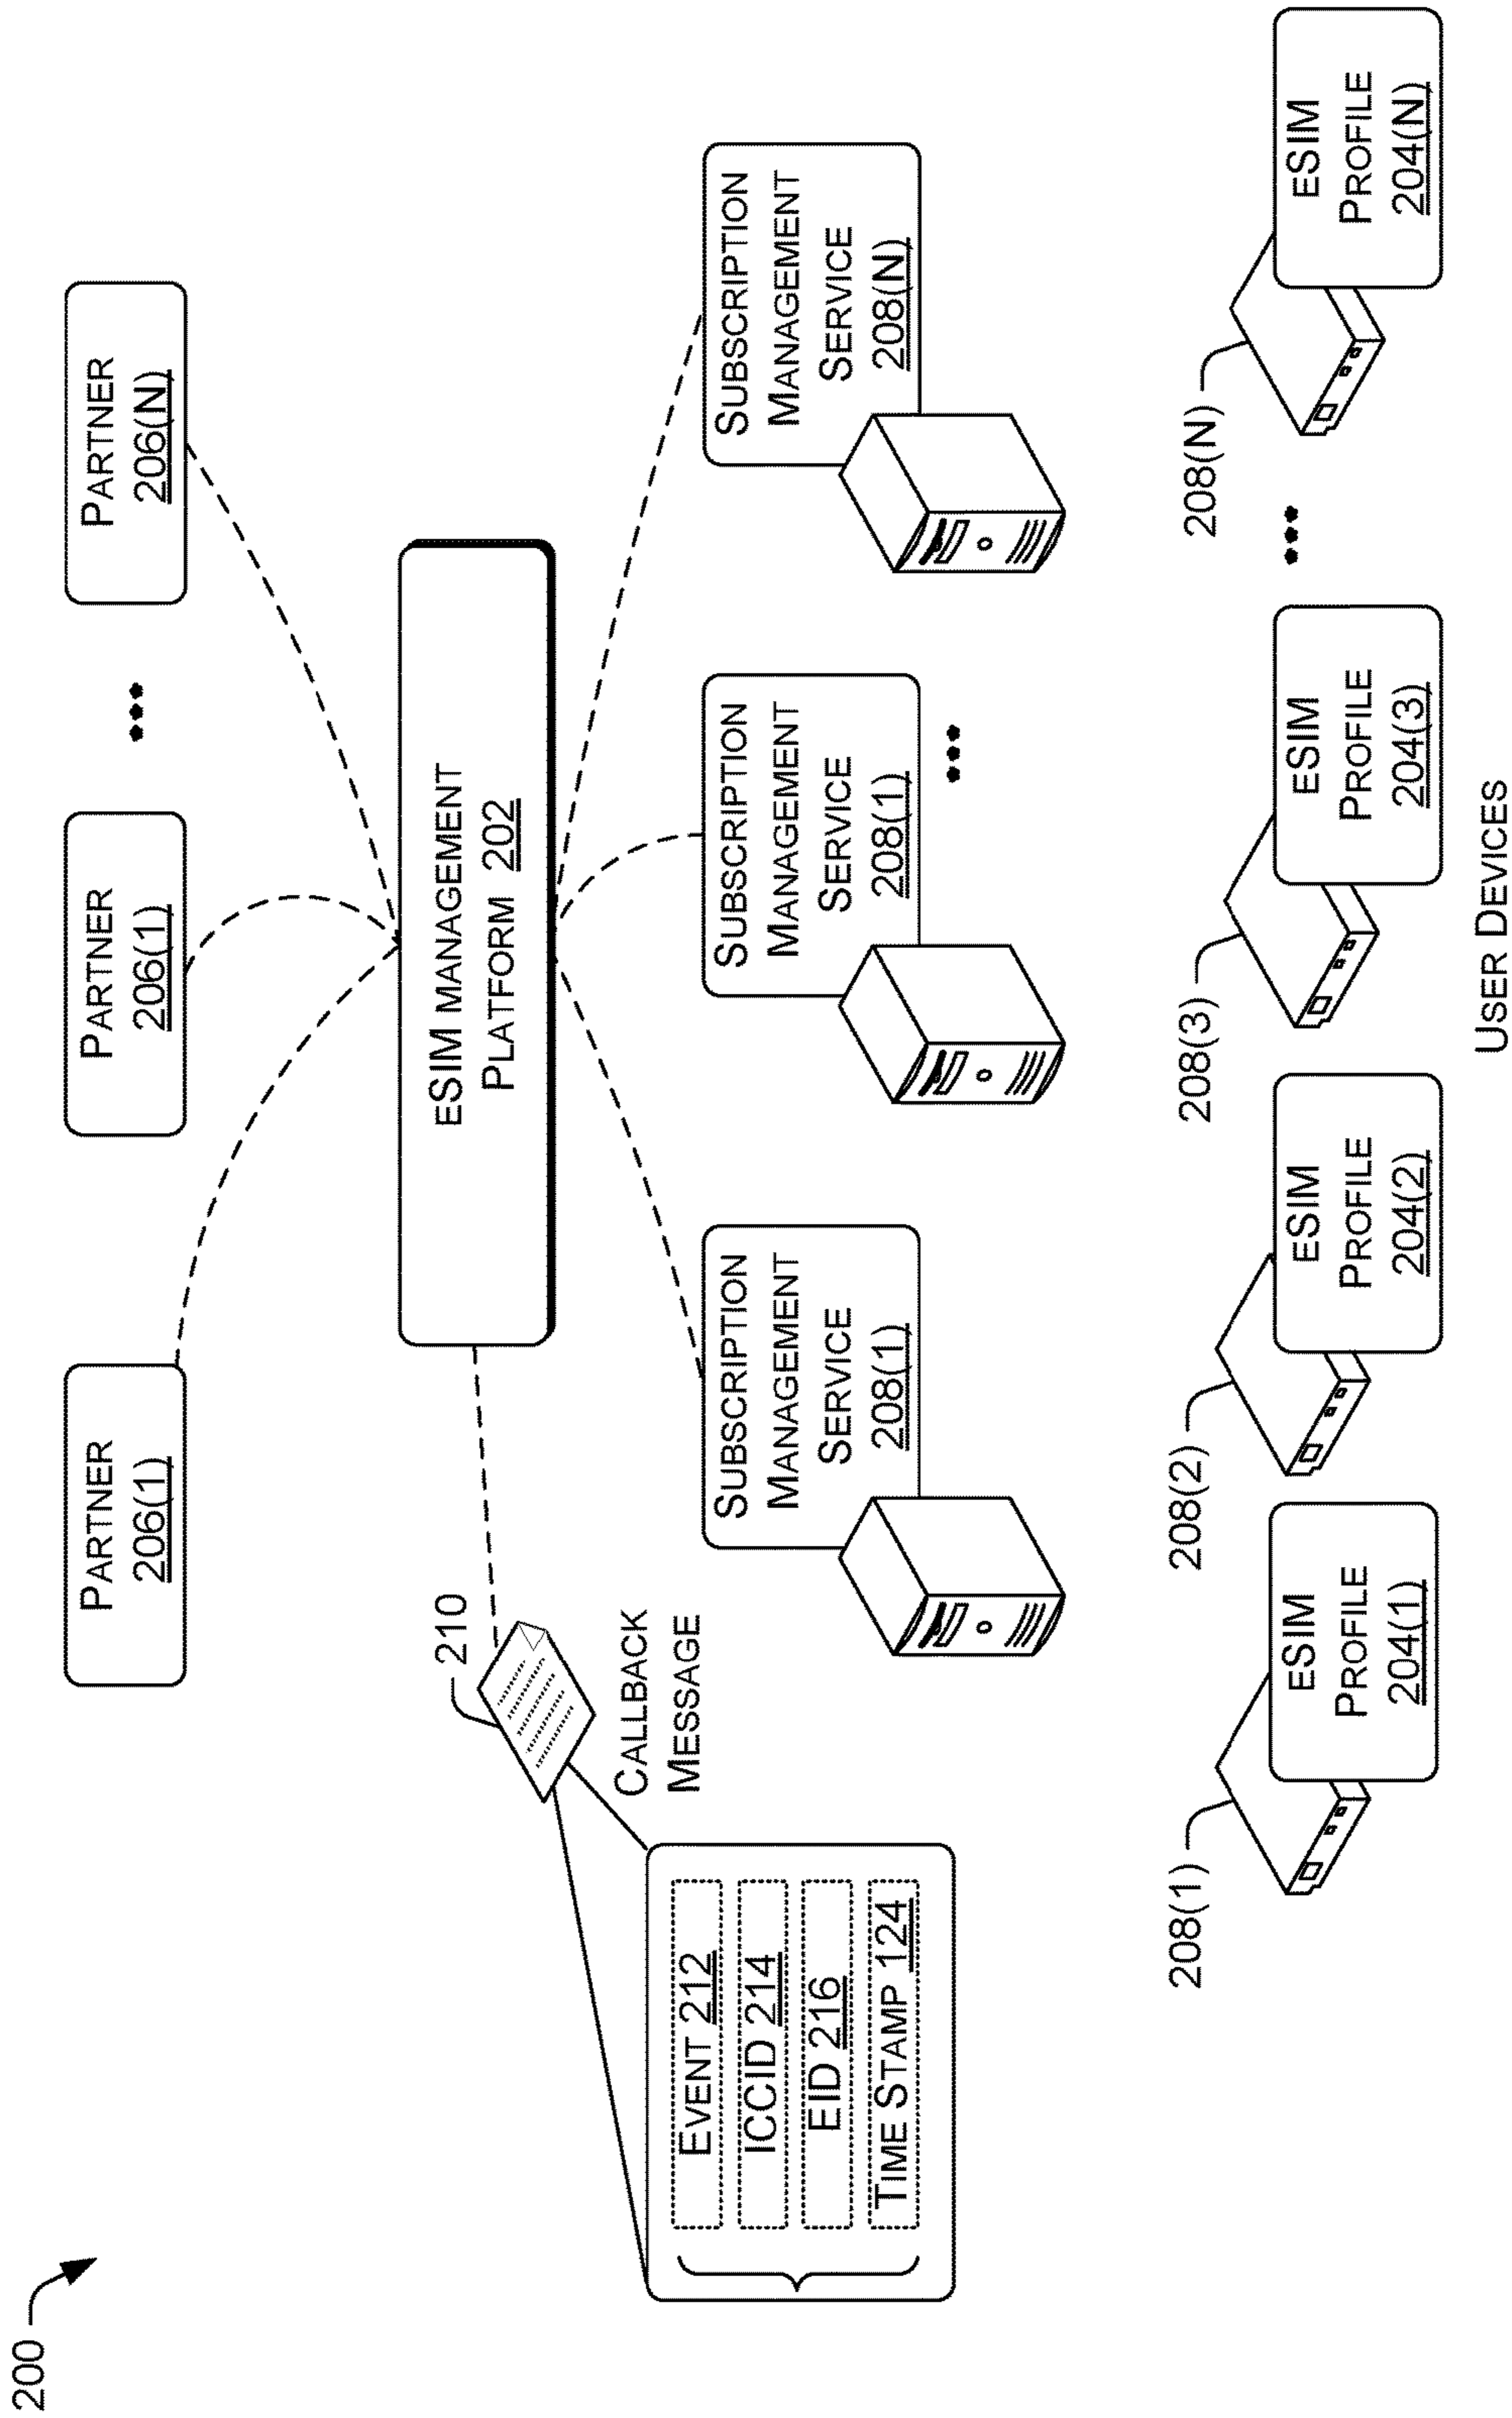 200
PARTNER
206(1)
PARTNER
206(1)
•••
PARTNER
206(N)
eSIM MANAGEMENT
PLATFORM 202
210
CALLBACK
MESSAGE
EVENT 212
ICCID 214
EID 216
TIME STAMP 124
SUBSCRIPTION
MANAGEMENT
SERVICE
208(1)
SUBSCRIPTION
MANAGEMENT
SERVICE
208(1)
•••
SUBSCRIPTION
MANAGEMENT
SERVICE
208(N)
208(1)
eSIM
PROFILE
204(1)
208(2)
eSIM
PROFILE
204(2)
208(3)
eSIM
PROFILE
204(3)
•••
208(N)
eSIM
PROFILE
204(N)
USER DEVICES